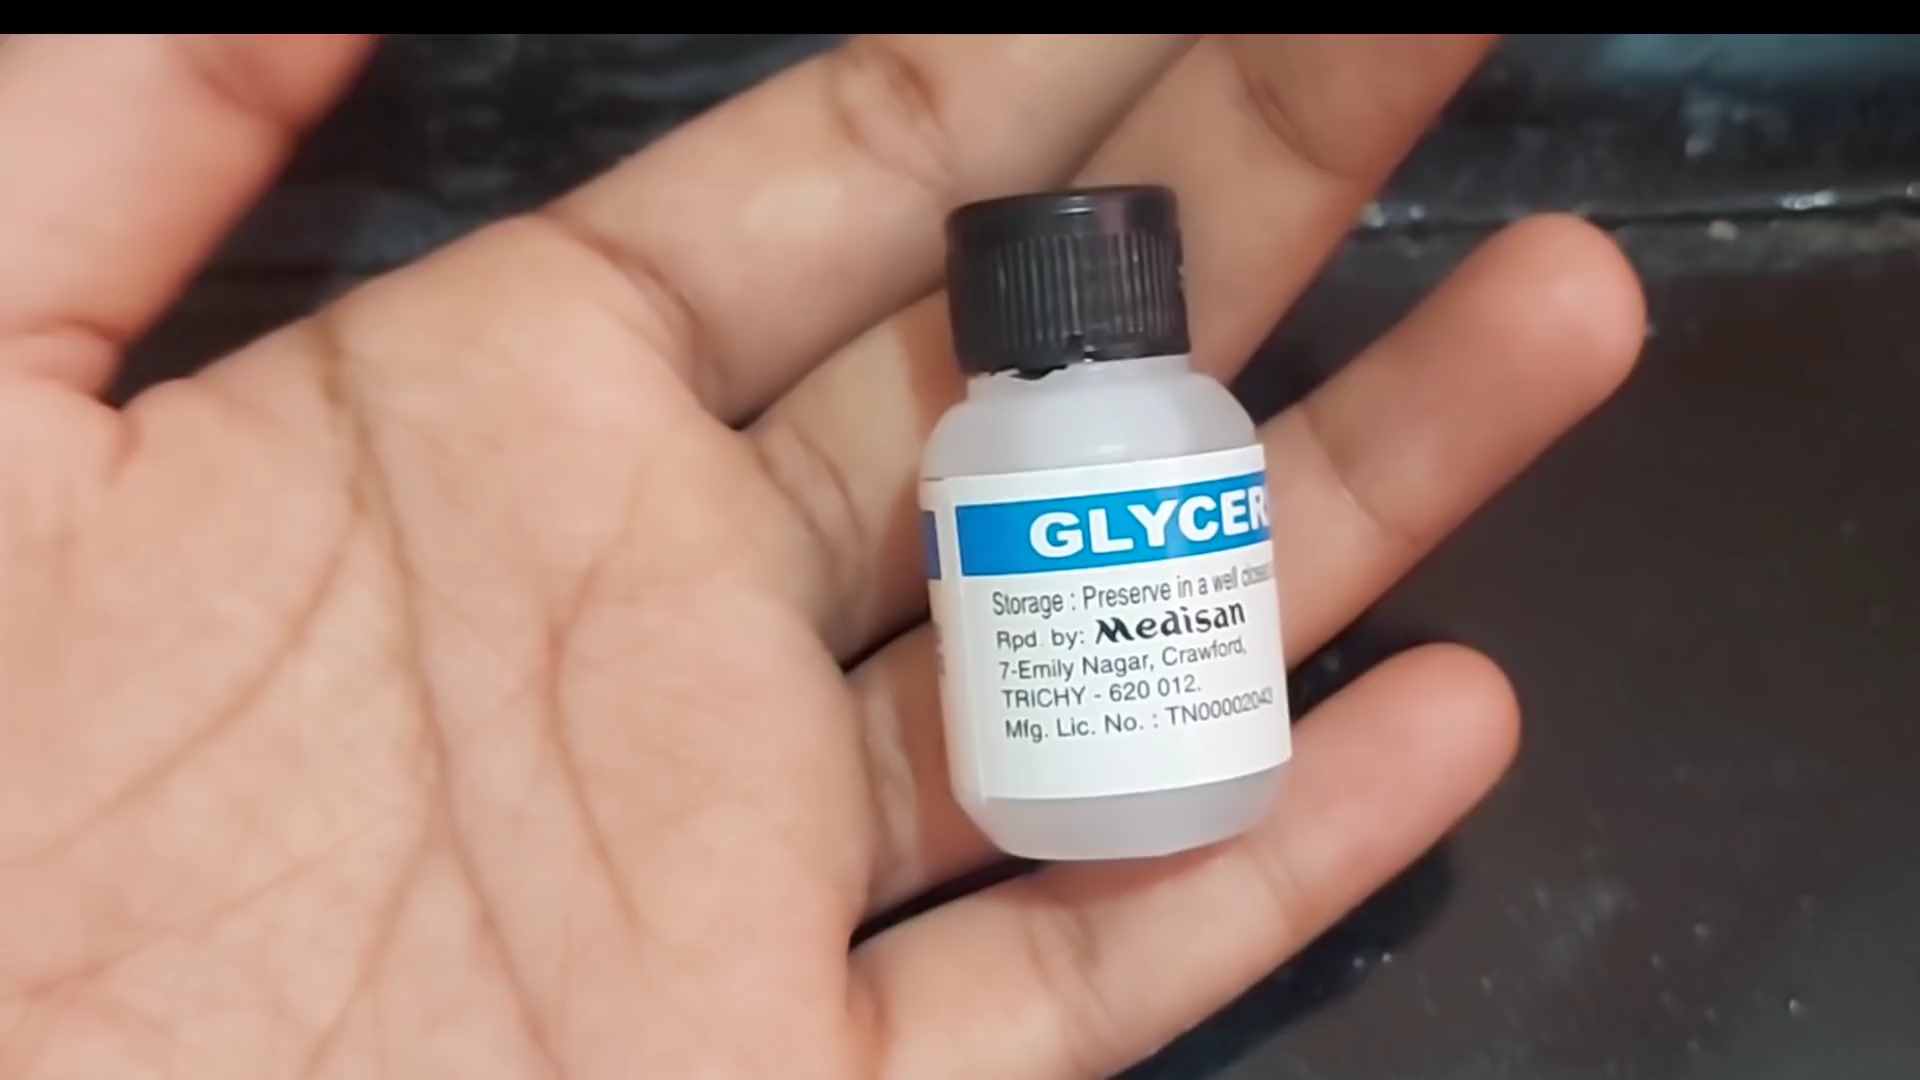 GLYCER
Storage : Preserve in a well closed
Rpd. by: Medisan
7-Emily Nagar, Crawford,
TRICHY - 620 012.
Mfg. Lic. No. : TN00002043